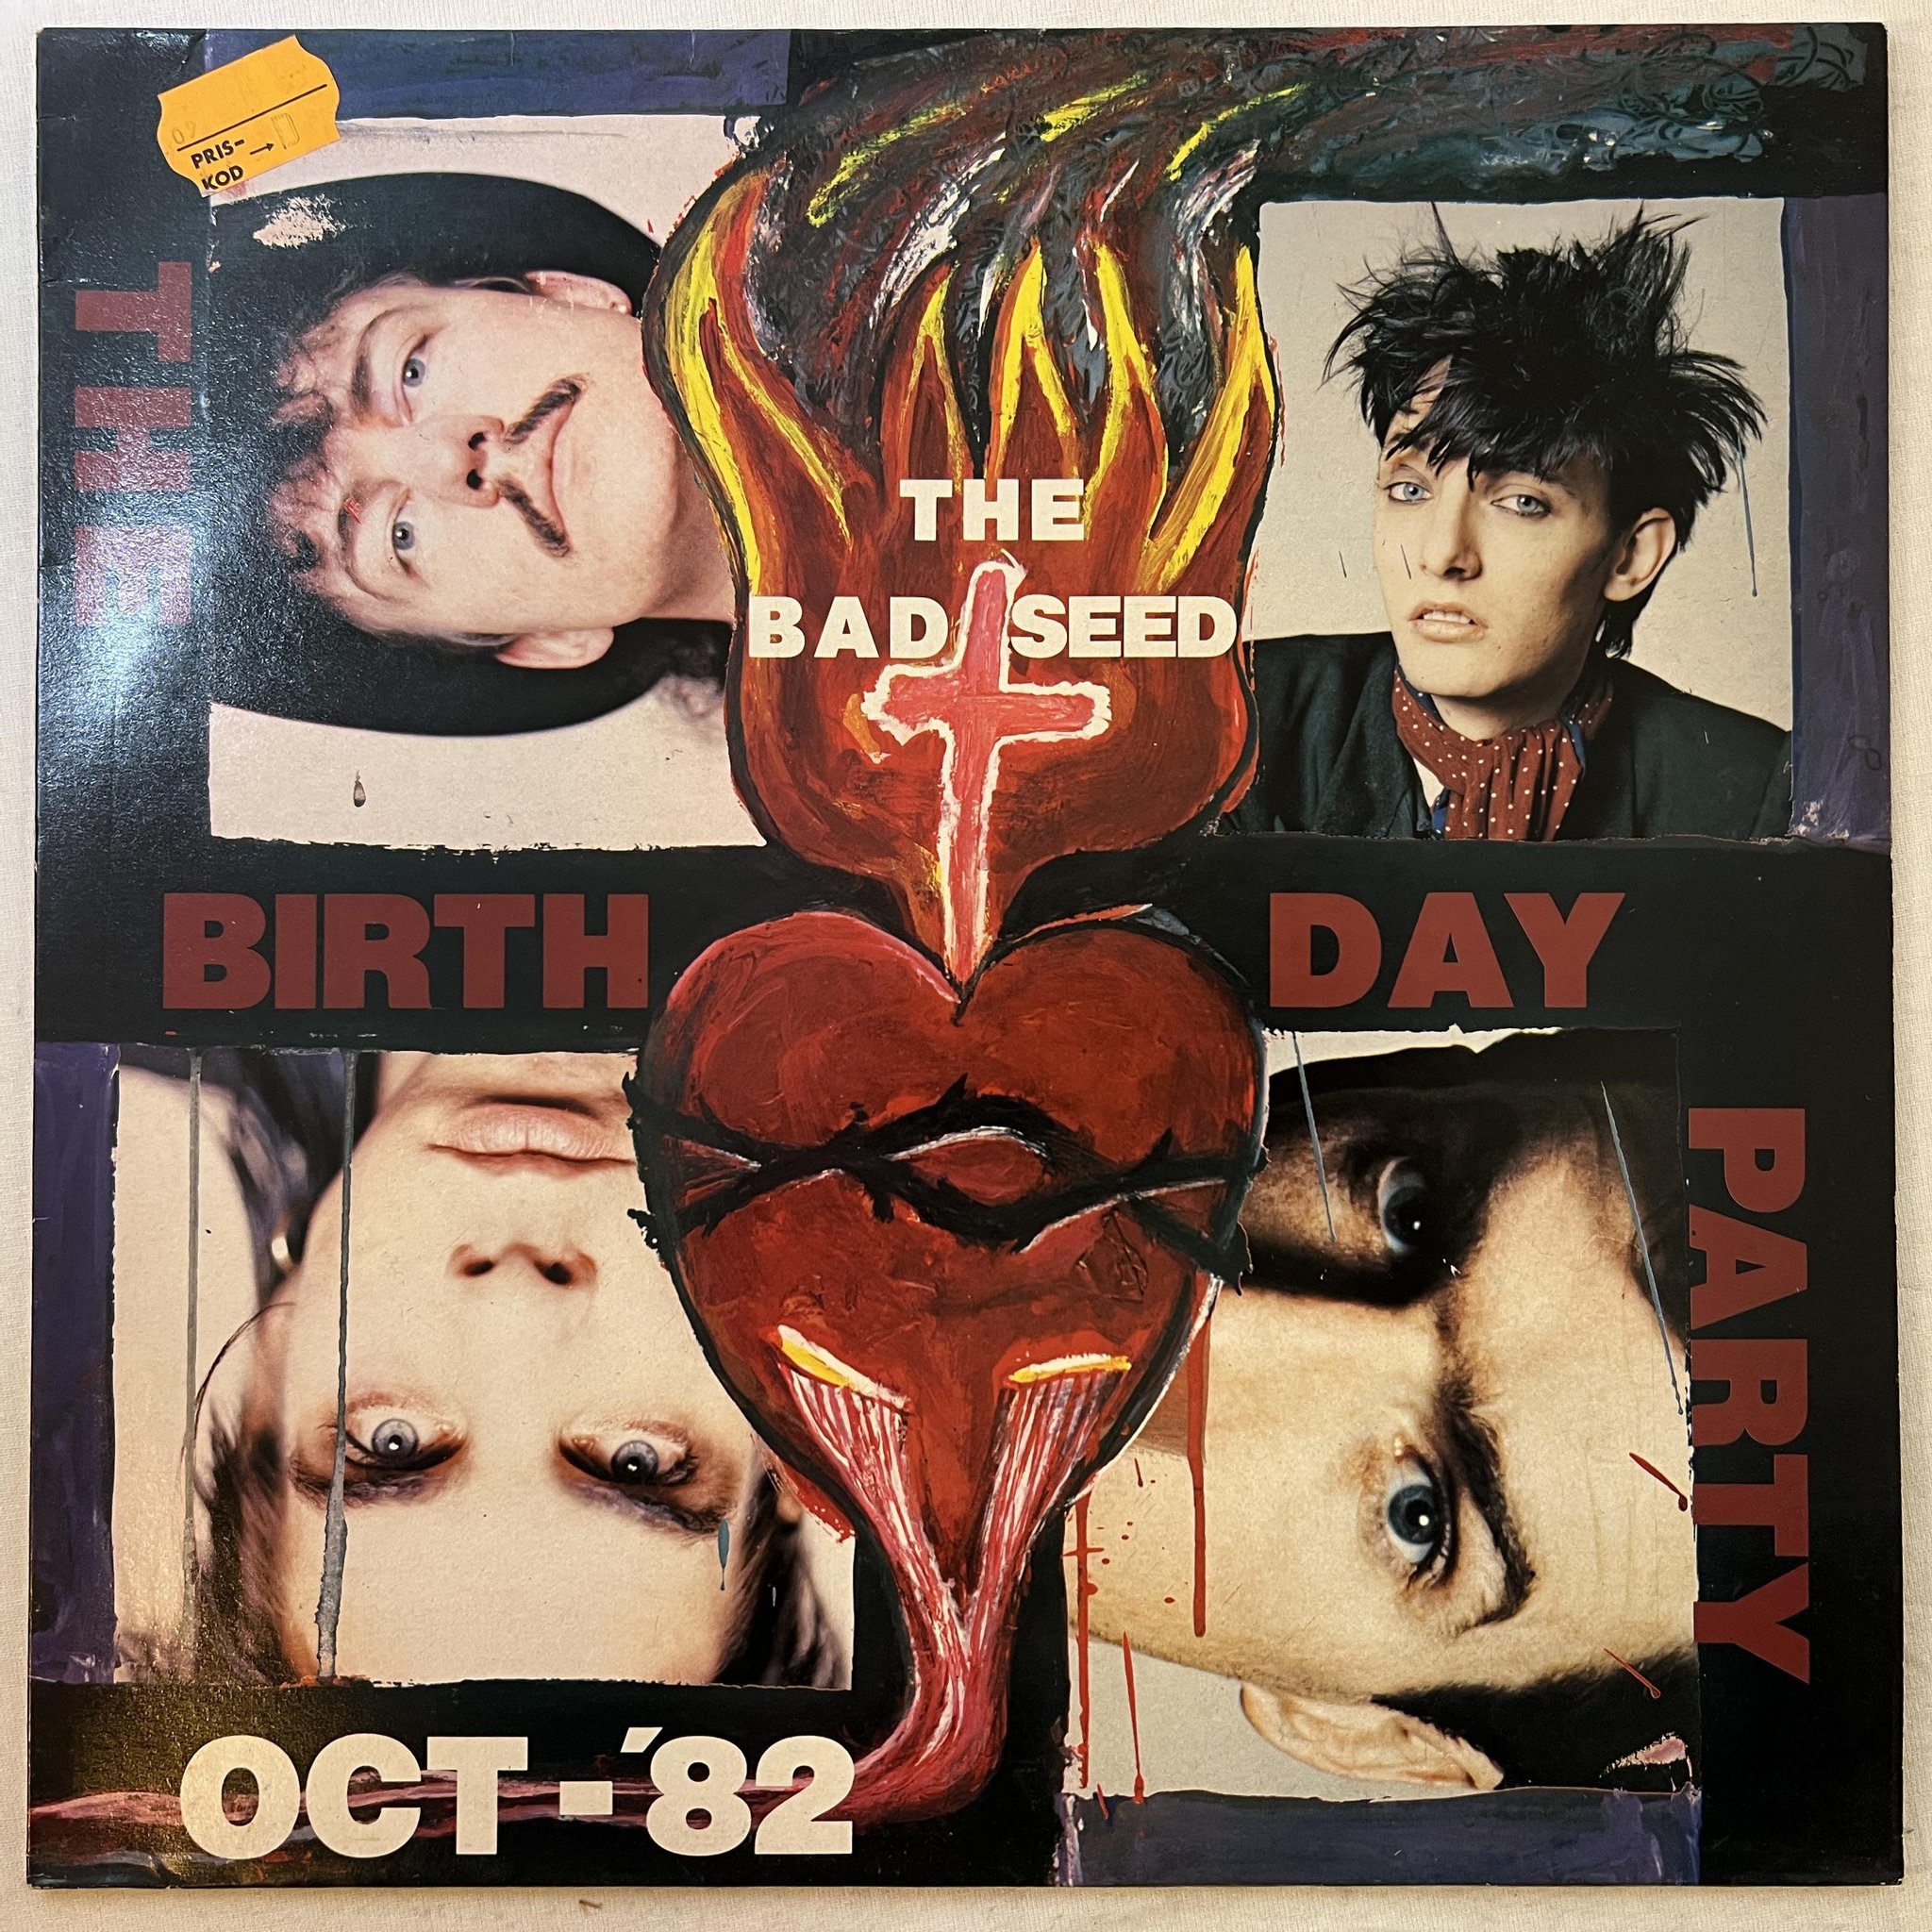 PRIS-
KOD →
THE
THE
BAD SEED
BIRTH DAY
PARTY
OCT-'82